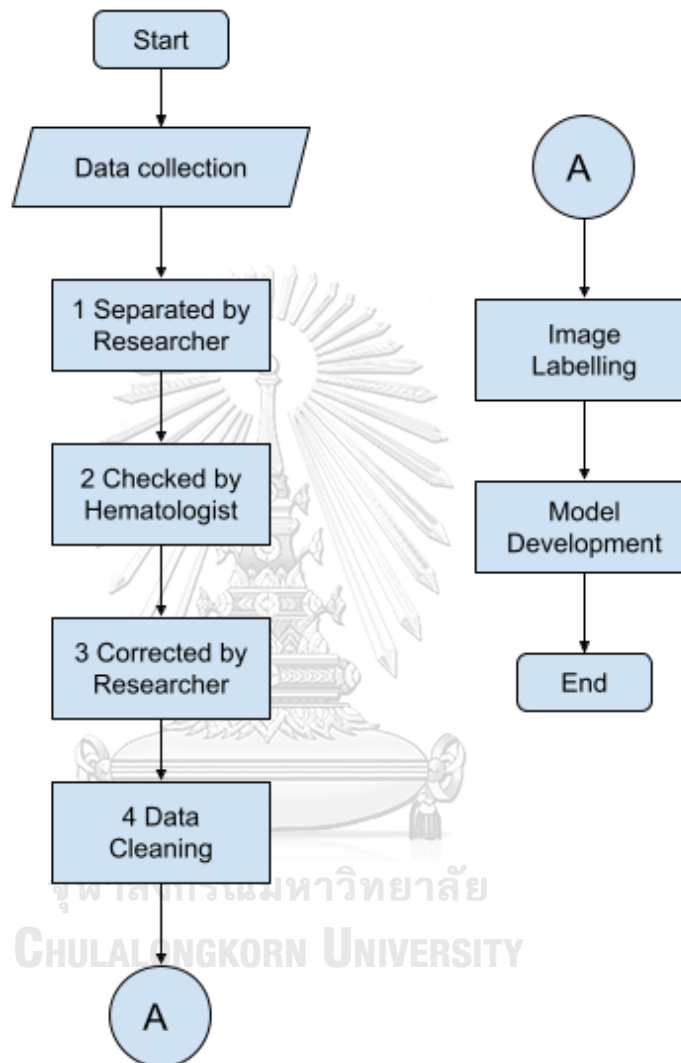 Start
Data collection
1 Separated by
Researcher
2 Checked by
Hematologist
3 Corrected by
Researcher
4 Data
Cleaning
A
จุฬาลงกรณ์มหาวิทยาลัย
CHULALONGKORN UNIVERSITY
A
Image
Labelling
Model
Development
End